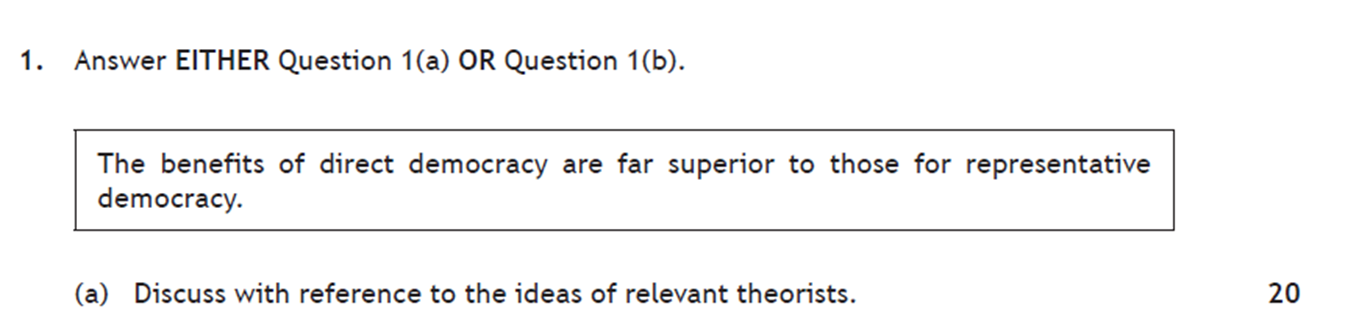 1. Answer EITHER Question 1(a) OR Question 1(b).
The benefits of direct democracy are far superior to those for representative
democracy.
(a) Discuss with reference to the ideas of relevant theorists. 20